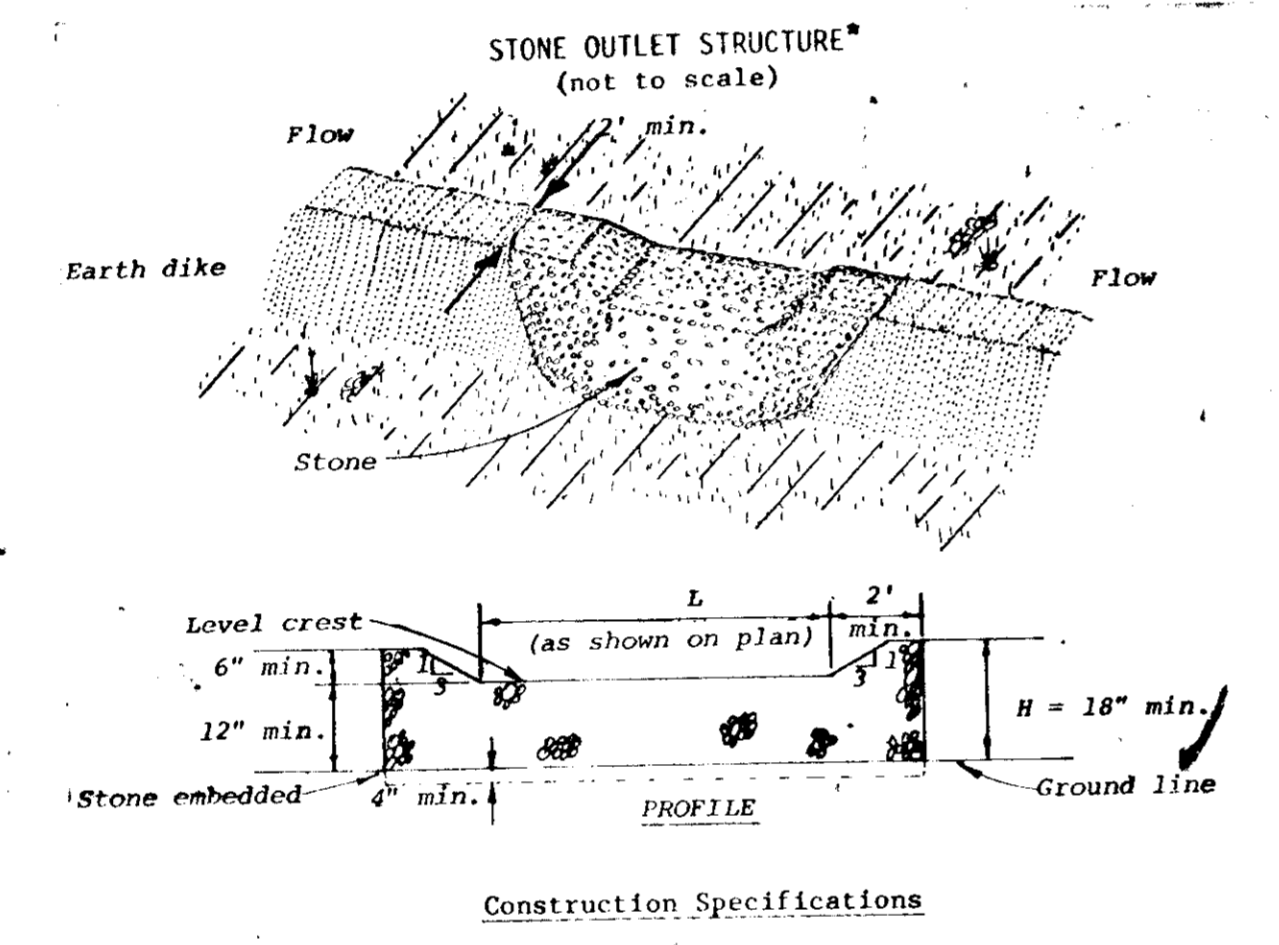 STONE OUTLET STRUCTURE*
(not to scale)
Flow
2' min.
Earth dike
Flow
Stone
L
2'
Level crest
(as shown on plan)
min.
6" min.
1
3
3
1
12" min.
H = 18" min.
Stone embedded
4" min.
Ground line
PROFILE
Construction Specifications